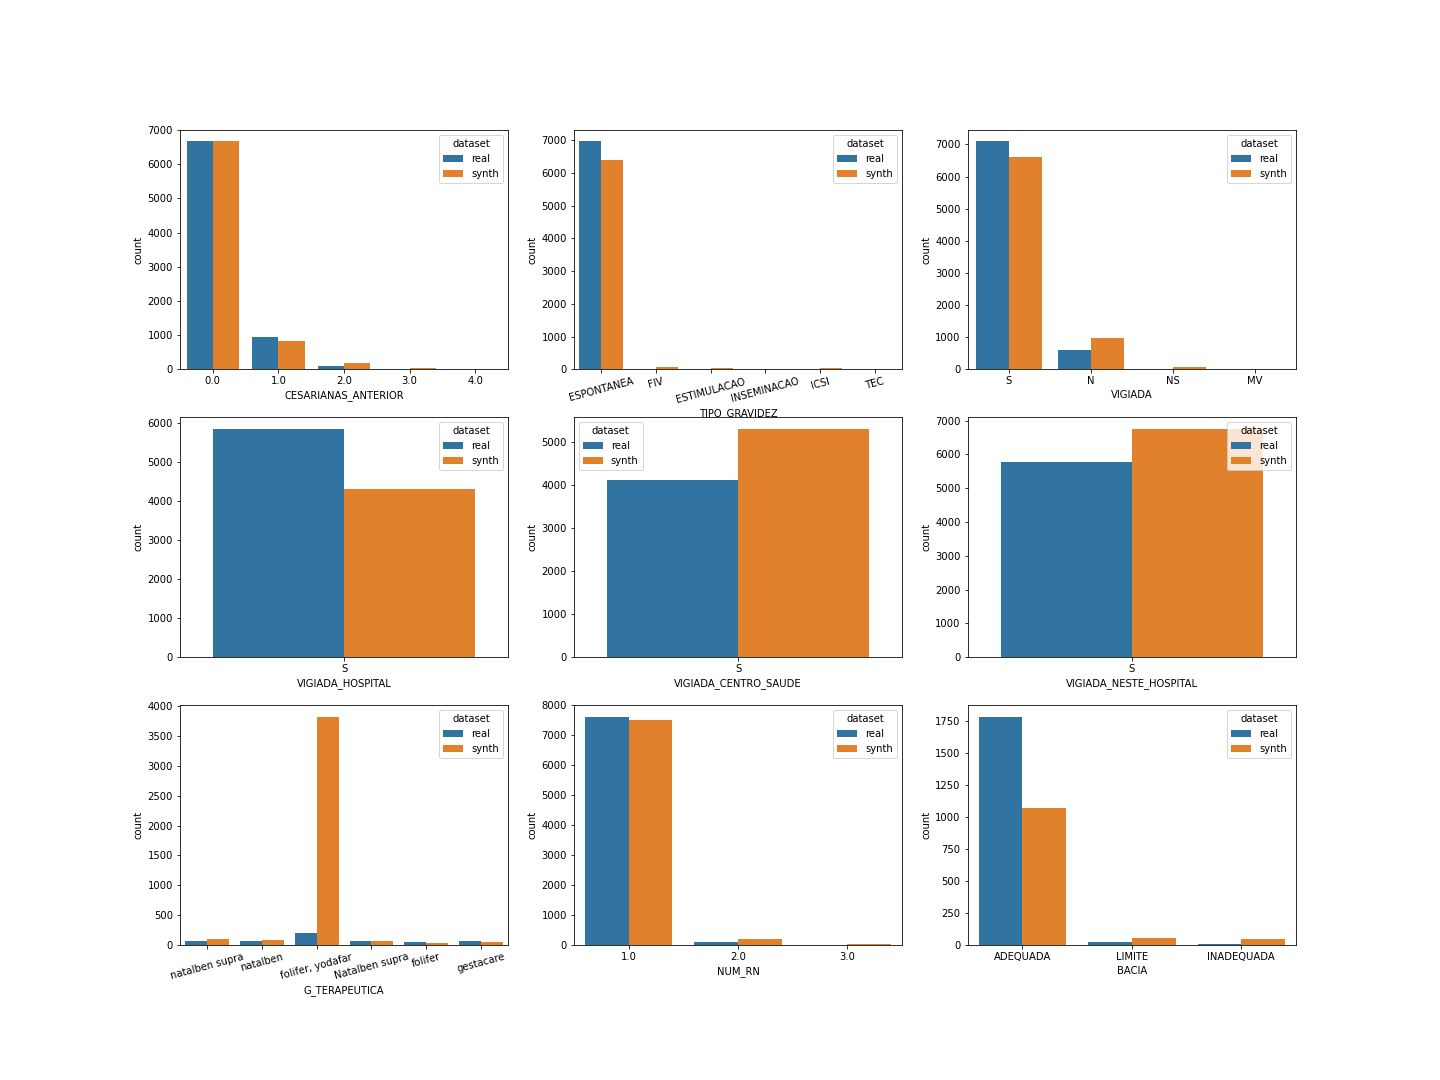 7000
6000
5000
4000
3000
2000
1000
0
count
0.0 1.0 2.0 3.0 4.0
CESARIANAS_ANTERIOR
dataset
real
synth
7000
6000
5000
4000
3000
2000
1000
0
count
ESPONTANEA FIV ESTIMULACAO INSEMINACAO ICSI TEC
TIPO_GRAVIDEZ
dataset
real
synth
7000
6000
5000
4000
3000
2000
1000
0
count
S N NS MV
VIGIADA
dataset
real
synth
6000
5000
4000
3000
2000
1000
0
count
S
VIGIADA_HOSPITAL
dataset
real
synth
5000
4000
3000
2000
1000
0
count
S
VIGIADA_CENTRO_SAUDE
dataset
real
synth
7000
6000
5000
4000
3000
2000
1000
0
count
S
VIGIADA_NESTE_HOSPITAL
dataset
real
synth
4000
3500
3000
2500
2000
1500
1000
500
0
count
natalben supra natalben folifer, yodafar Natalben supra folifer gestacare
G_TERAPEUTICA
dataset
real
synth
8000
7000
6000
5000
4000
3000
2000
1000
0
count
1.0 2.0 3.0
NUM_RN
dataset
real
synth
1750
1500
1250
1000
750
500
250
0
count
ADEQUADA LIMITE INADEQUADA
BACIA
dataset
real
synth